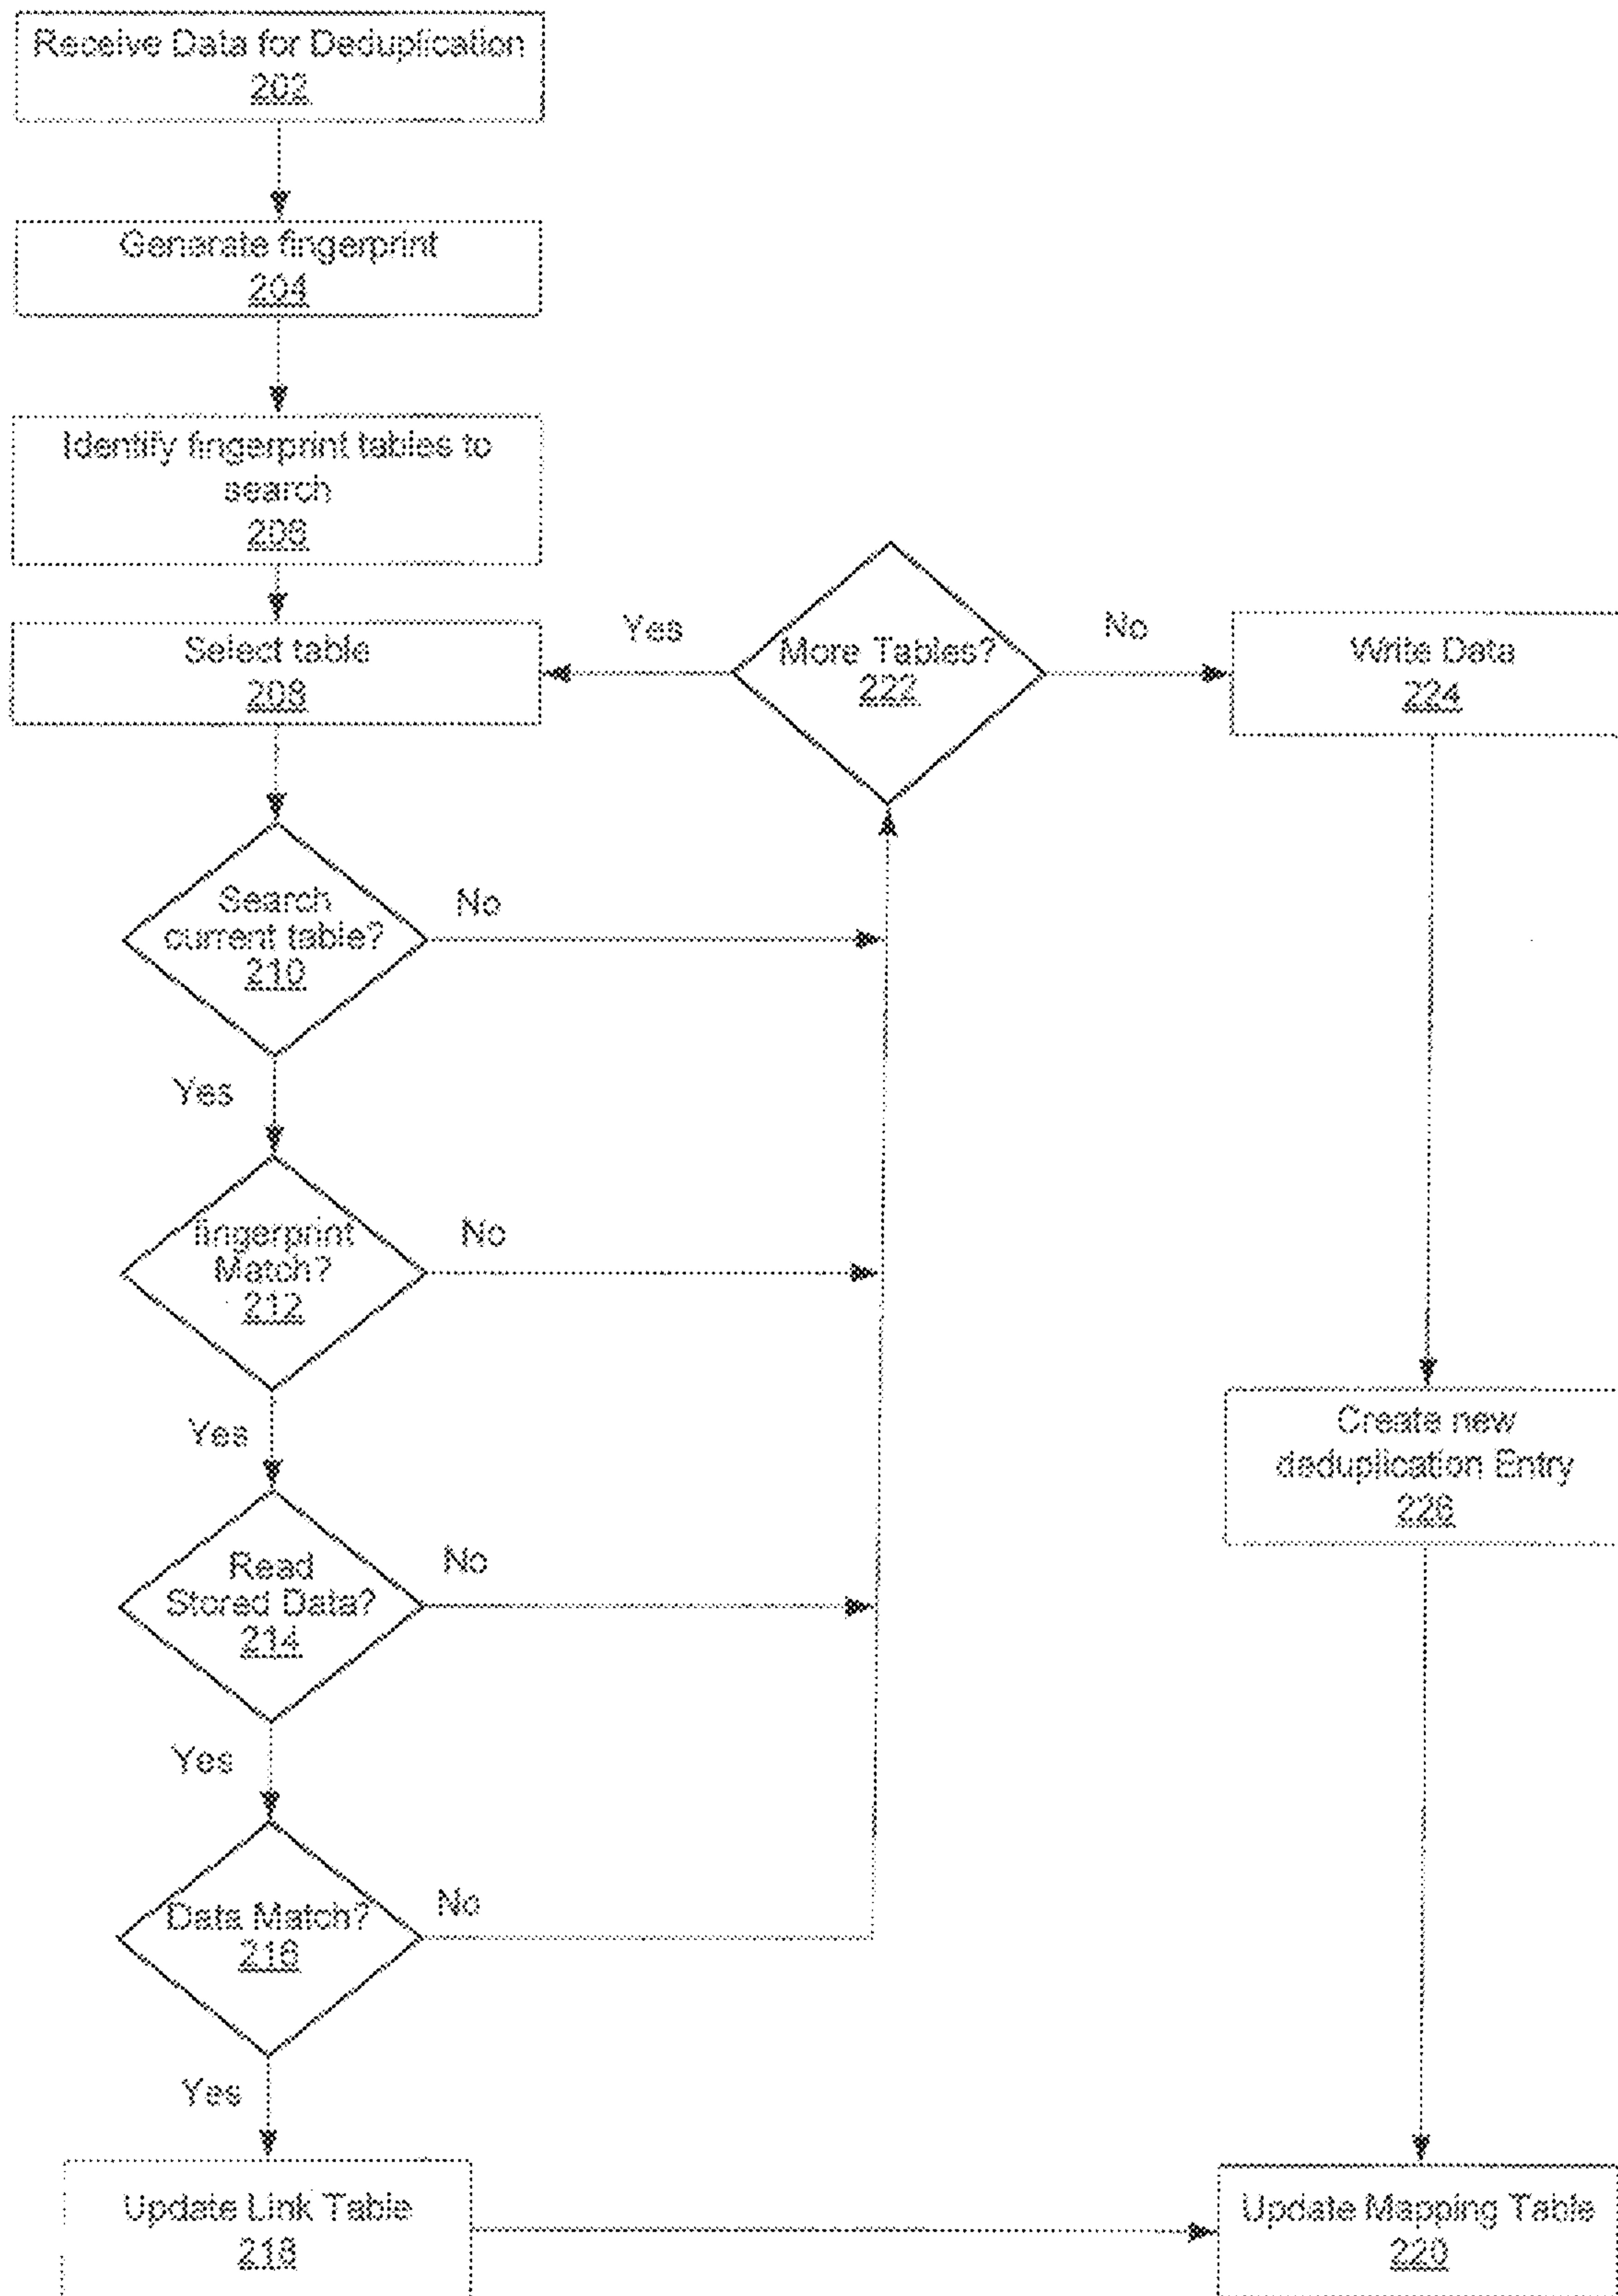 Receive Data for Deduplication
202
Generate fingerprint
204
Identify fingerprint tables to
search
206
Select table
208
Yes
More Tables?
222
No
Write Data
224
Search
current table?
210
No
Yes
fingerprint
Match?
212
No
Yes
Create new
deduplication Entry
226
Read
Stored Data?
214
No
Yes
Data Match?
216
No
Yes
Update Link Table
218
Update Mapping Table
220